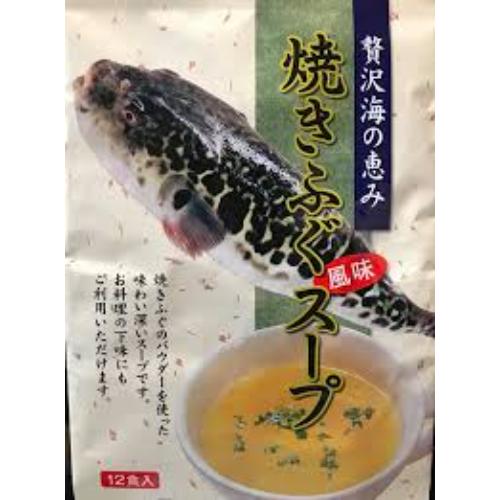 贅沢海の恵み
焼きふぐ
風味
スープ
焼きふぐのパウダーを使った
味わい深いスープです。
お料理の下味にも
ご利用いただけます。
12食入